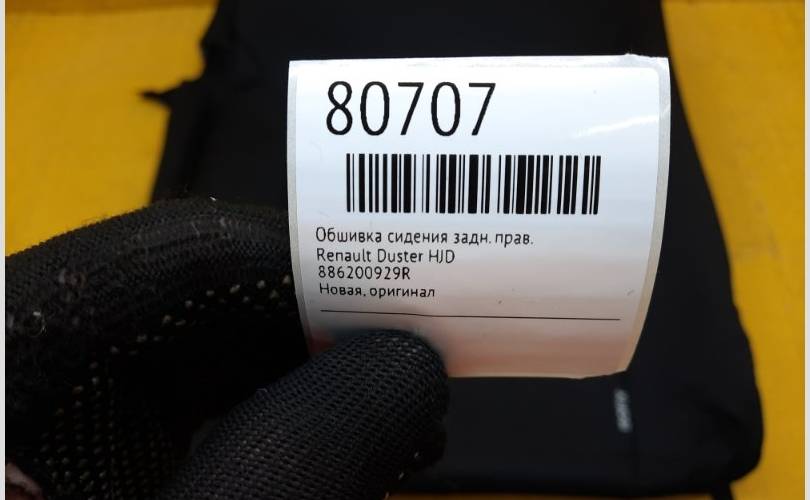 80707
Обшивка сидения задн. прав.
Renault Duster HJD
886200929R
Новая, оригинал